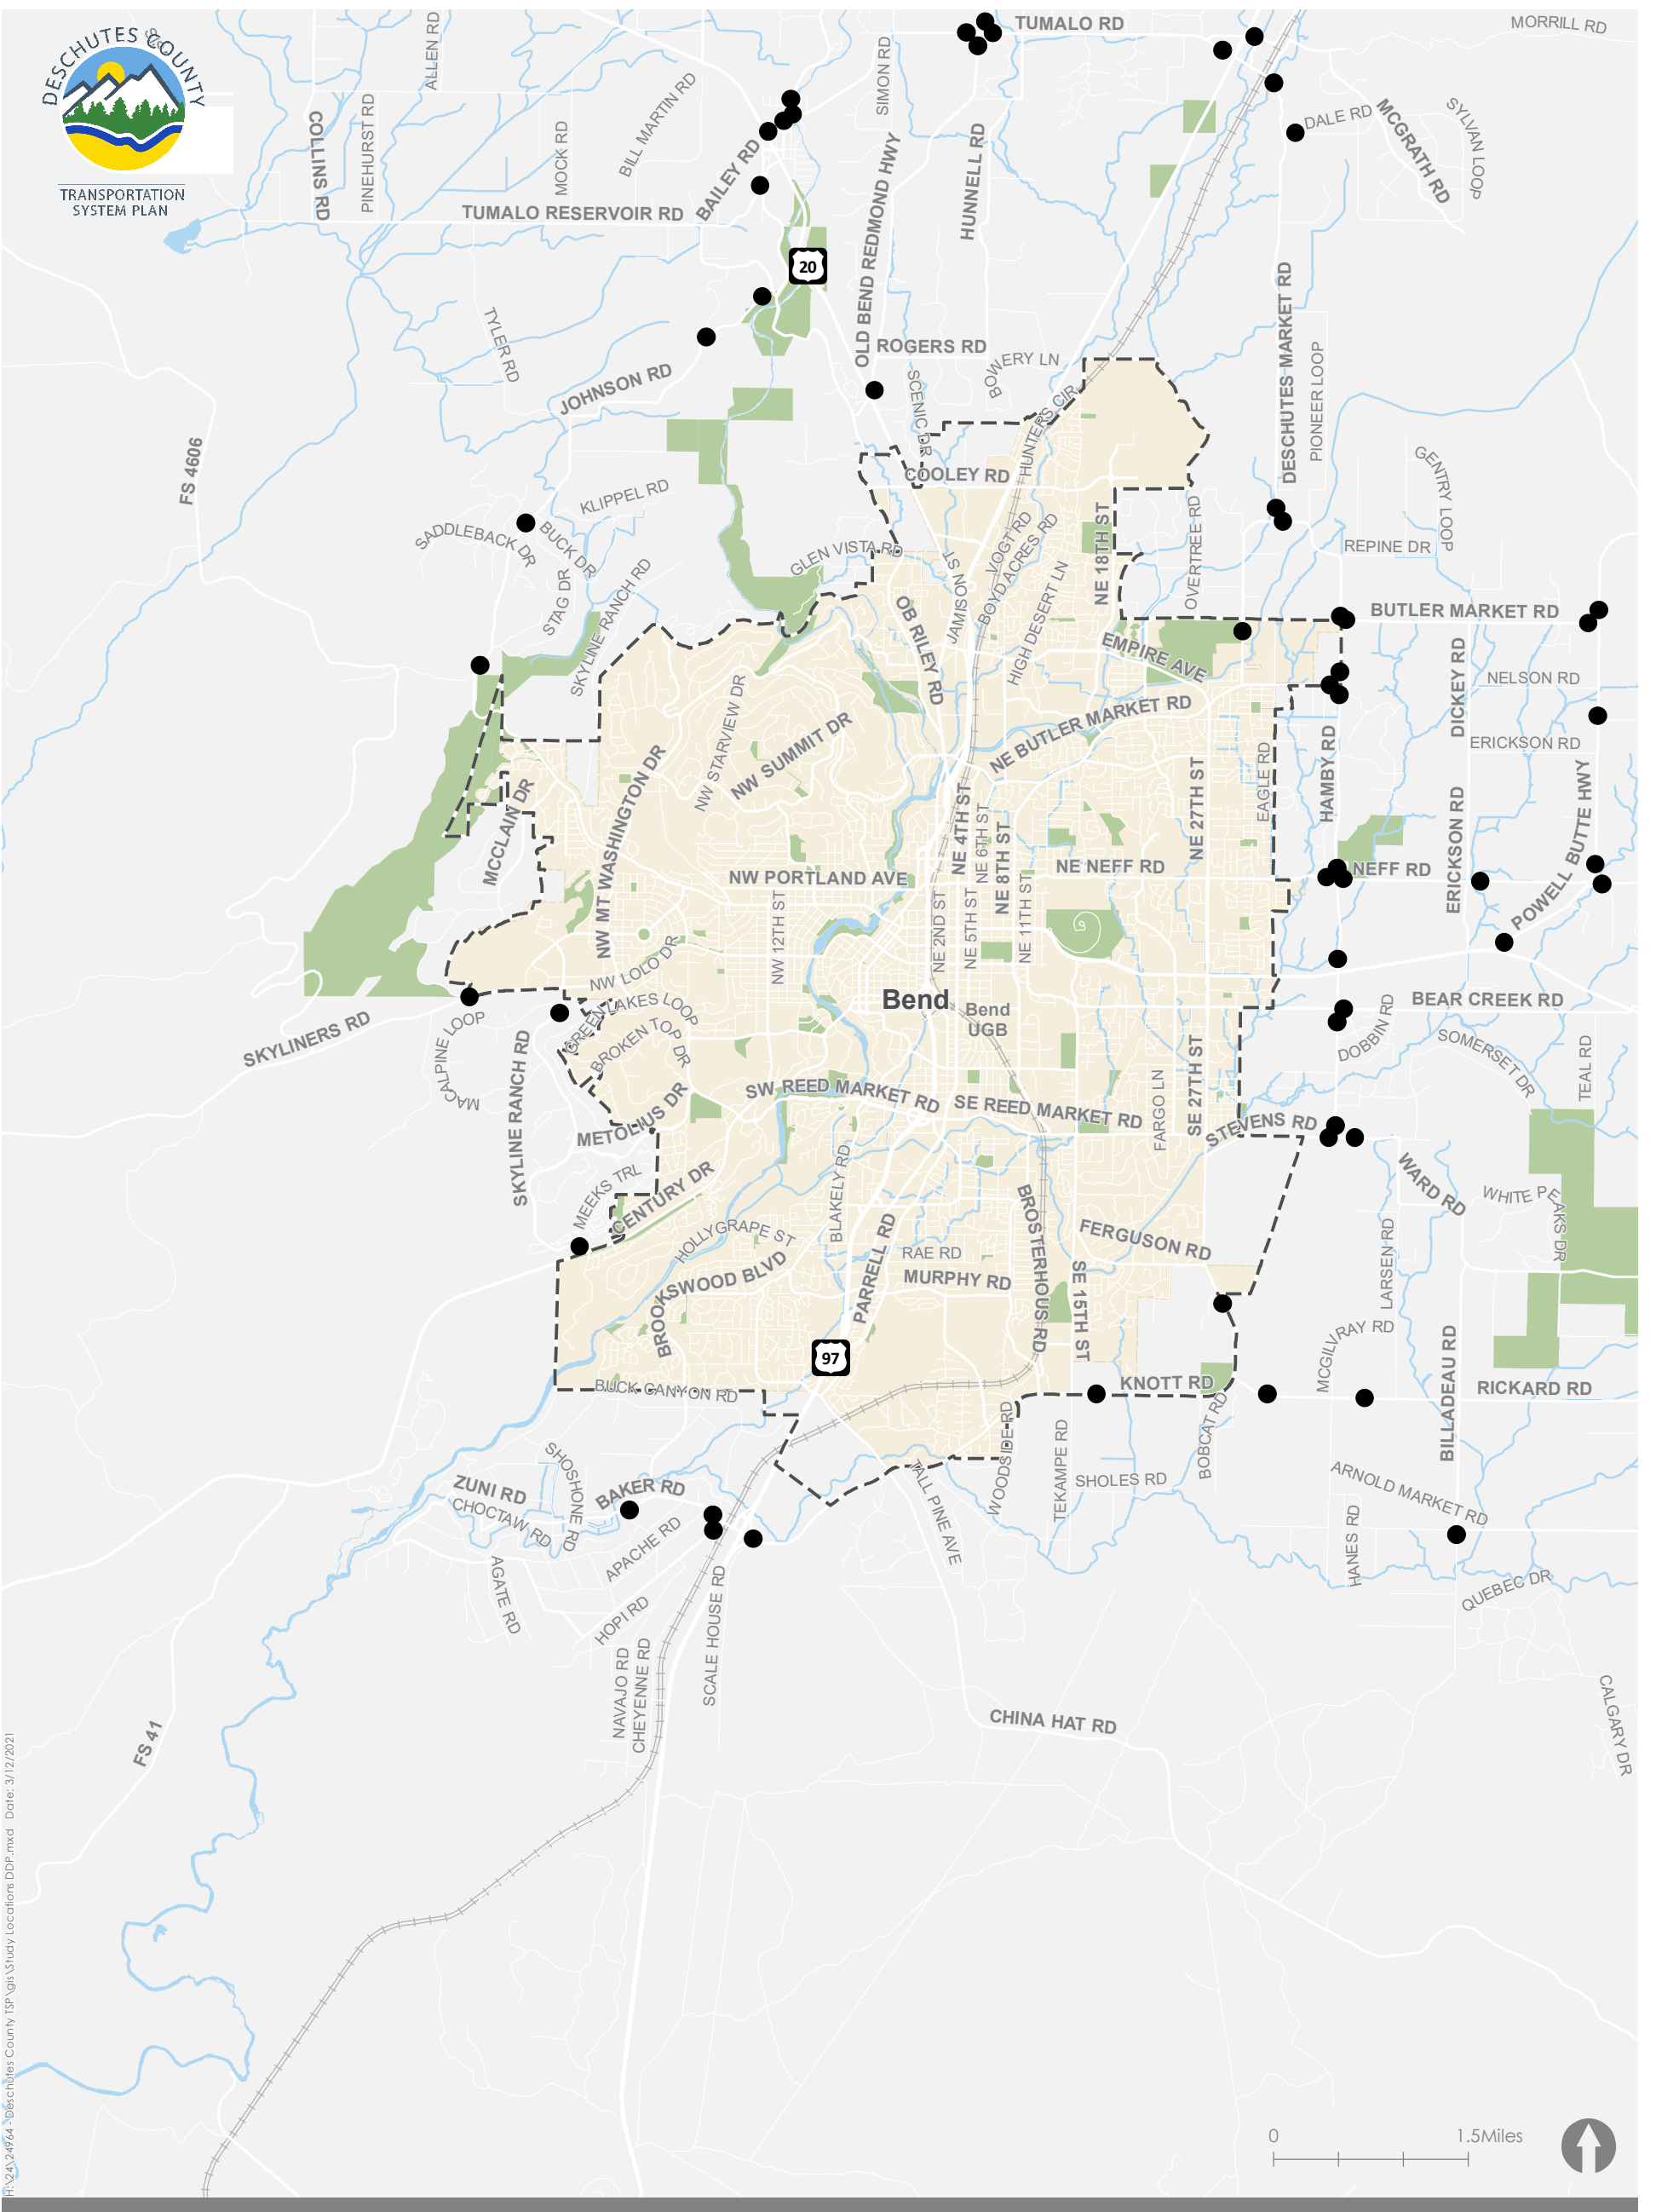 DESCHUTES COUNTY
TRANSPORTATION
SYSTEM PLAN
TUMALO RD
MORRILL RD
ALLEN RD
SIMON RD
BILL MARTIN RD
COLLINS RD
PINEHURST RD
MOCK RD
BAILEY RD
DALE RD
MCGRATH RD
SYLVAN LOOP
TUMALO RESERVOIR RD
OLD BEND REDMOND HWY
HUNNELL RD
20
DESCHUTES MARKET RD
PIONEER LOOP
TYLER RD
ROGERS RD
BOWERY LN
JOHNSON RD
SCENIC DR
HUNTERS CIR
FS 4606
COOLEY RD
GENTRY LOOP
KLIPPEL RD
SADDLEBACK DR
BUCK DR
STAG DR
SKYLINE RANCH RD
GLEN VISTA RD
VOGT RD
BOYD ACRES RD
NE 18TH ST
OVERTREE RD
REPINE DR
JAMISON ST
OB RILEY RD
HIGH DESERT LN
EMPIRE AVE
BUTLER MARKET RD
DICKEY RD
NELSON RD
ERICKSON RD
NE BUTLER MARKET RD
NW STARVIEW DR
NW SUMMIT DR
NW MT WASHINGTON DR
MCCLAIN DR
EAGLE RD
HAMBY RD
NE 27TH ST
NE 4TH ST
NE 6TH ST
NE 8TH ST
ERICKSON RD
POWELL BUTTE HWY
NW PORTLAND AVE
NE NEFF RD
NEFF RD
NW 12TH ST
NE 2ND ST
NE 5TH ST
NE 11TH ST
NW LOLO DR
Bend
Bend
UGB
BEAR CREEK RD
GREEN LAKES LOOP
BROKEN TOP DR
SKYLINERS RD
MACALPINE LOOP
SKYLINE RANCH RD
DOBBIN RD
SOMERSET DR
TEAL RD
SE 27TH ST
FARGO LN
METOLIUS DR
SW REED MARKET RD
SE REED MARKET RD
STEVENS RD
WARD RD
WHITE PEAKS DR
MEEKS TRL
CENTURY DR
BLAKELY RD
HOLLYGRAPE ST
BROOKSWOOD BLVD
PARRELL RD
RAE RD
MURPHY RD
BROSTERHOUS RD
SE 15TH ST
FERGUSON RD
LARSEN RD
97
MCGILVRAY RD
BILLADEAU RD
BUCK CANYON RD
KNOTT RD
RICKARD RD
WOODSIDE RD
TEKAMPE RD
BOBCAT RD
SHOLES RD
ARNOLD MARKET RD
HANES RD
QUEBEC DR
SHOSHONE RD
ZUNI RD
CHOCTAW RD
BAKER RD
APACHE RD
TALL PINE AVE
AGATE RD
HOPI RD
NAVAJO RD
CHEYENNE RD
SCALE HOUSE RD
CHINA HAT RD
CALGARY DR
FS 41
0
1.5Miles
H:\24\24964 - Deschutes County TSP\gis\Study Locations DDP.mxd Date: 3/12/2021